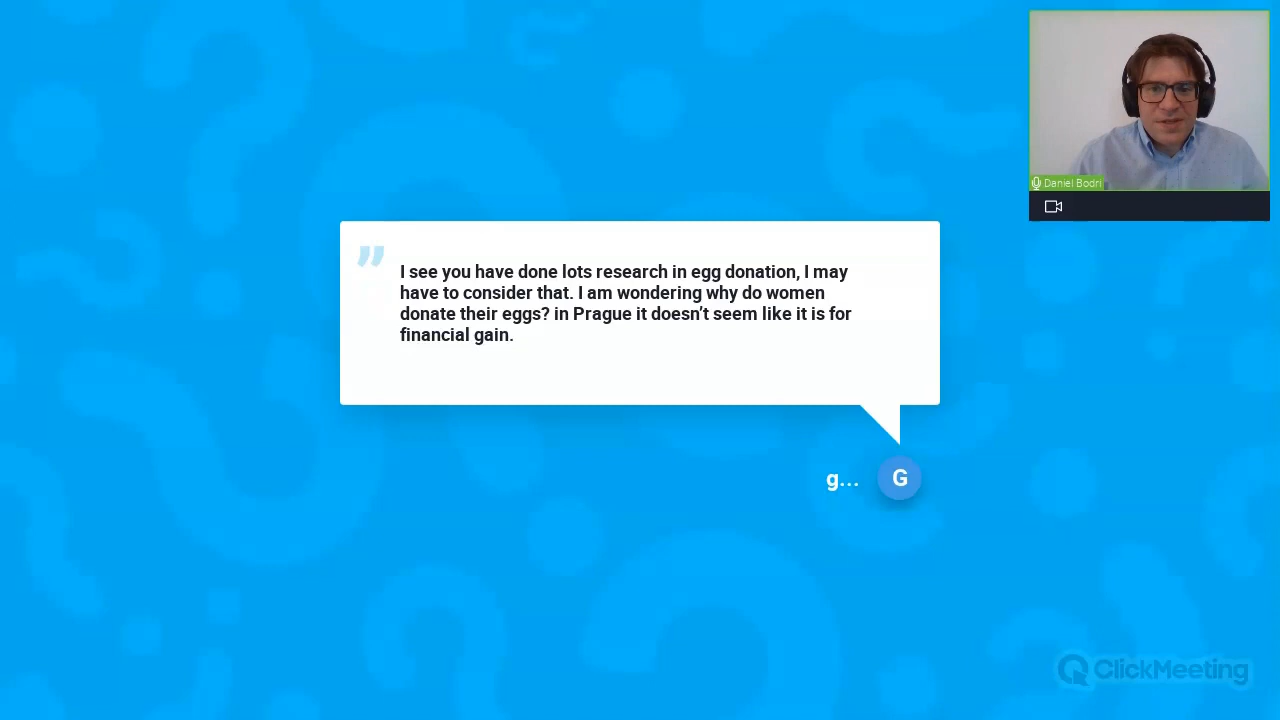 Daniel Bodri
I see you have done lots research in egg donation, I may
have to consider that. I am wondering why do women
donate their eggs? in Prague it doesn’t seem like it is for
financial gain.
g...
G
ClickMeeting